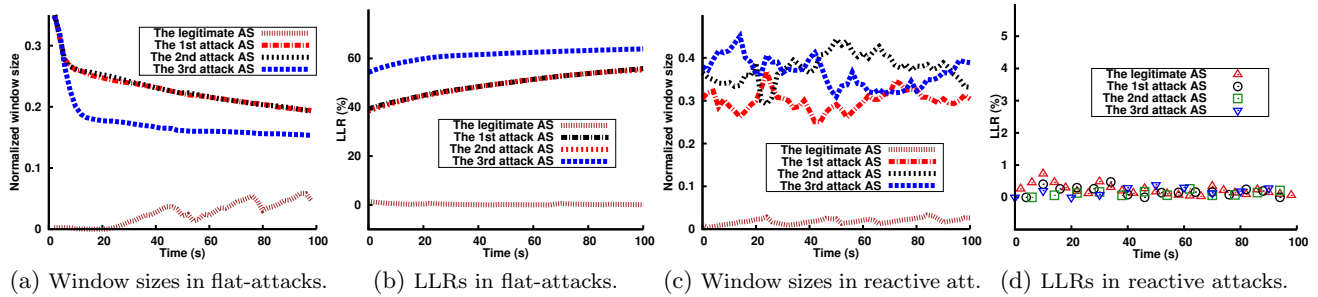 Normalized window size
0.3
0.2
0.1
0
The legitimate AS
The 1st attack AS
The 2nd attack AS
The 3rd attack AS
0 20 40 60 80 100
Time (s)
(a) Window sizes in flat-attacks.
LLR (%)
60
40
20
0
The legitimate AS
The 1st attack AS
The 2nd attack AS
The 3rd attack AS
0 20 40 60 80 100
Time (s)
(b) LLRs in flat-attacks.
Normalized window size
0.4
0.3
0.2
0.1
0
The legitimate AS
The 1st attack AS
The 2nd attack AS
The 3rd attack AS
0 20 40 60 80 100
Time (s)
(c) Window sizes in reactive att.
LLR (%)
5
4
3
2
1
0
The legitimate AS
The 1st attack AS
The 2nd attack AS
The 3rd attack AS
0 20 40 60 80 100
Time (s)
(d) LLRs in reactive attacks.